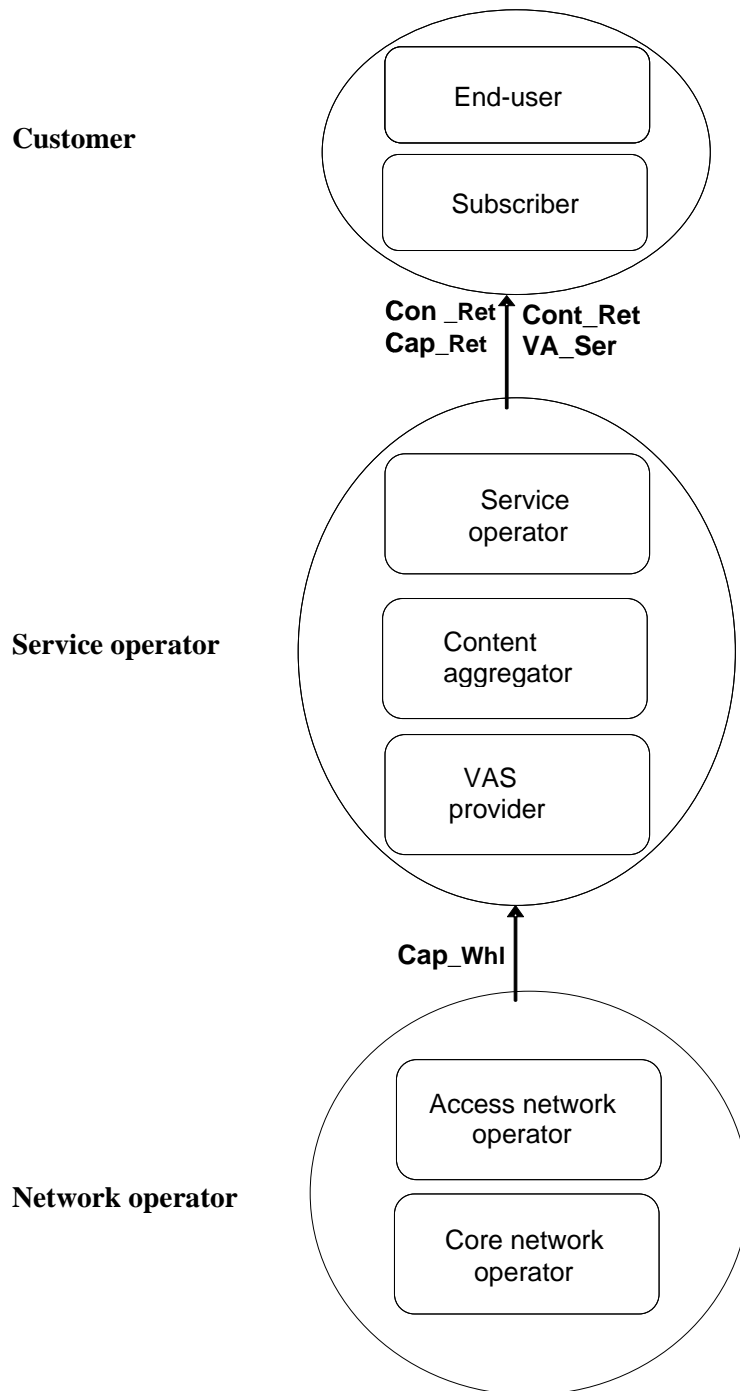 End-user
Customer
Subscriber
Con _Ret Cont_Ret
Cap_Ret VA_Ser
Service
operator
Service operator
Content
aggregator
VAS
provider
Cap_Whl
Access network
operator
Network operator
Core network
operator